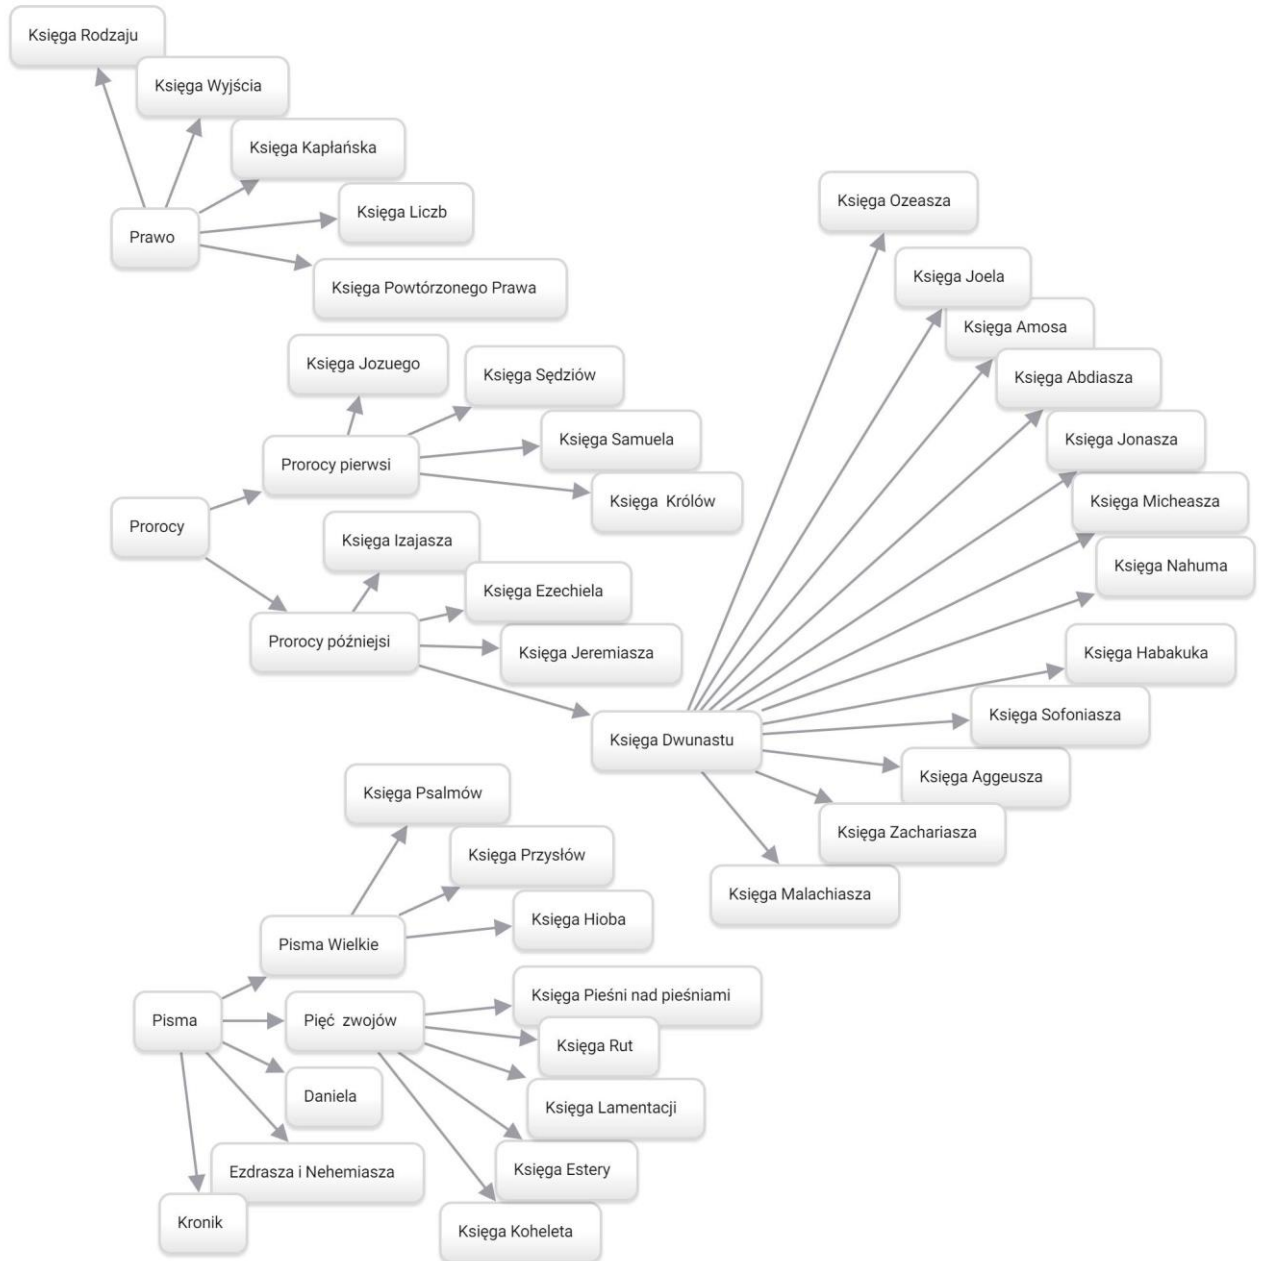 Księga Rodzaju
Księga Wyjścia
Księga Kapłańska
Księga Liczb
Prawo
Księga Powtórzonego Prawa
Księga Ozeasza
Księga Joela
Księga Amosa
Księga Abdiasza
Księga Jonasza
Księga Micheasza
Księga Nahuma
Księga Habakuka
Księga Sofoniasza
Księga Aggeusza
Księga Zachariasza
Księga Malachiasza
Księga Jozuego
Księga Sędziów
Księga Samuela
Prorocy pierwsi
Księga  Królów
Prorocy
Księga Izajasza
Księga Ezechiela
Prorocy późniejsi
Księga Jeremiasza
Księga Dwunastu
Księga Psalmów
Księga Przysłów
Księga Hioba
Pisma Wielkie
Księga Pieśni nad pieśniami
Pisma
Pięć  zwojów
Księga Rut
Daniela
Księga Lamentacji
Ezdrasza i Nehemiasza
Księga Estery
Kronik
Księga Koheleta